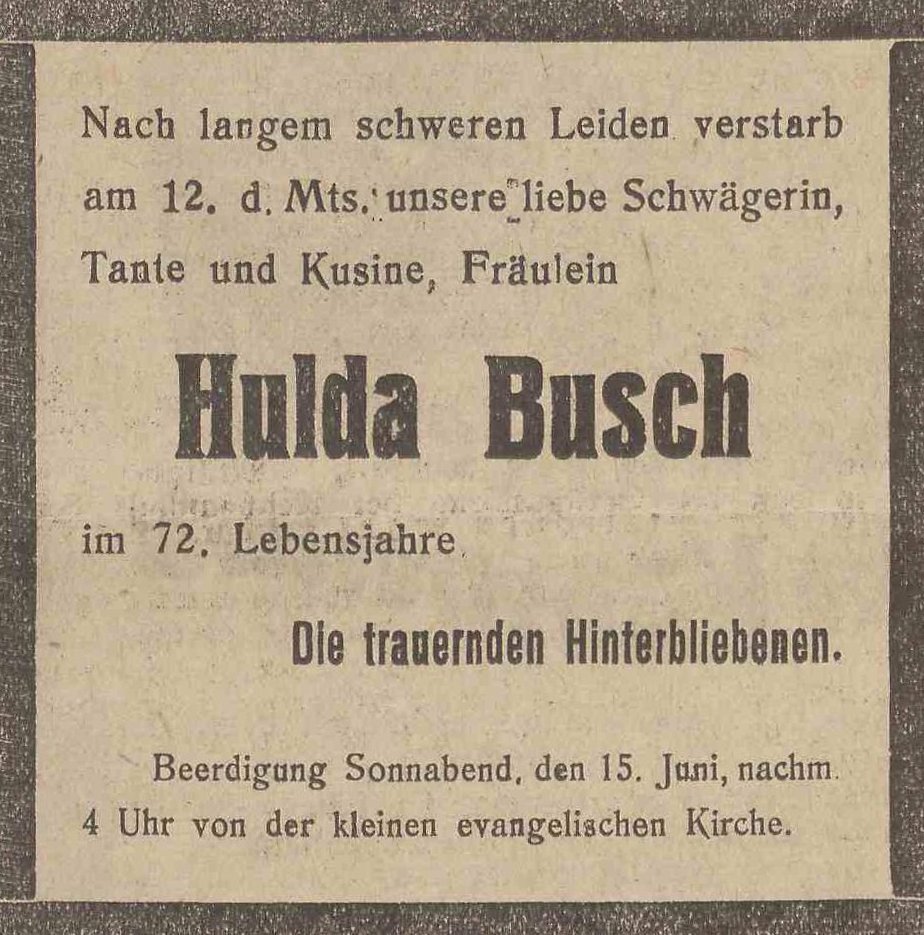 Nach langem schweren Leiden verstarb
am 12. d. Mts. unsere liebe Schwägerin,
Tante und Kusine, Fräulein
Hulda Busch
im 72. Lebensjahre.
Die trauernden Hinterbliebenen.
Beerdigung Sonnabend, den 15. Juni, nachm.
4 Uhr von der kleinen evangelischen Kirche.